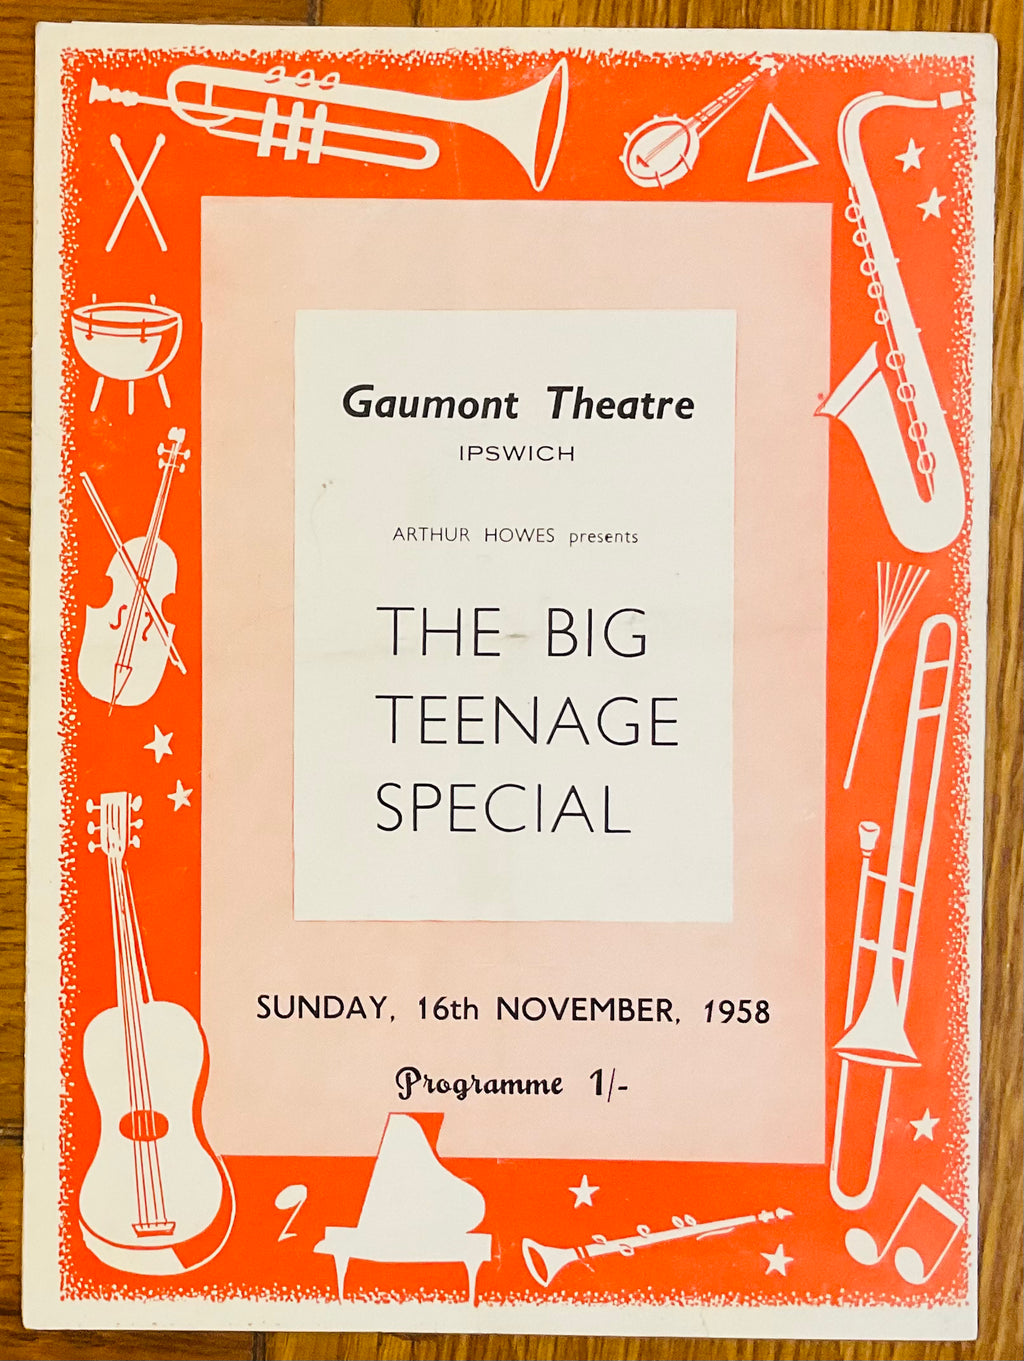 Gaumont Theatre
IPSWICH
ARTHUR HOWES presents
THE BIG
TEENAGE
SPECIAL
SUNDAY, 16th NOVEMBER, 1958
Programme 1/-